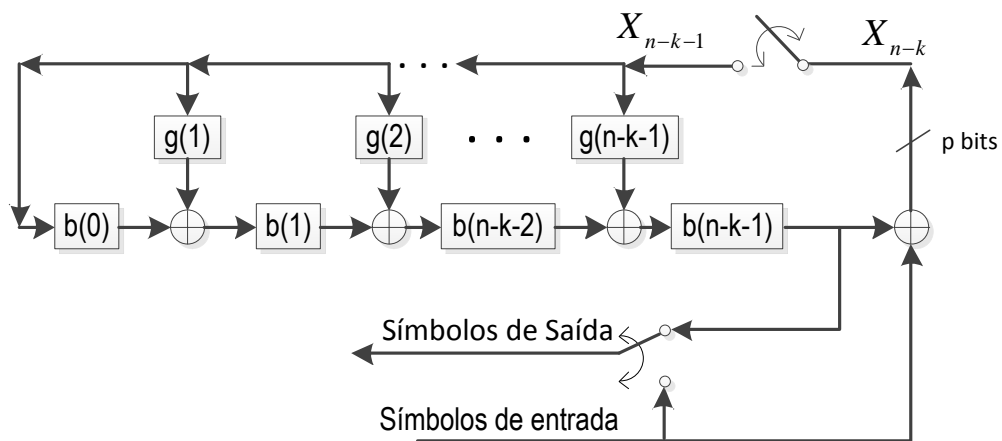 X_{n-k-1}
X_{n-k}
. . .
g(1)
g(2)
. . .
g(n-k-1)
p bits
b(0)
b(1)
b(n-k-2)
b(n-k-1)
Símbolos de Saída
Símbolos de entrada